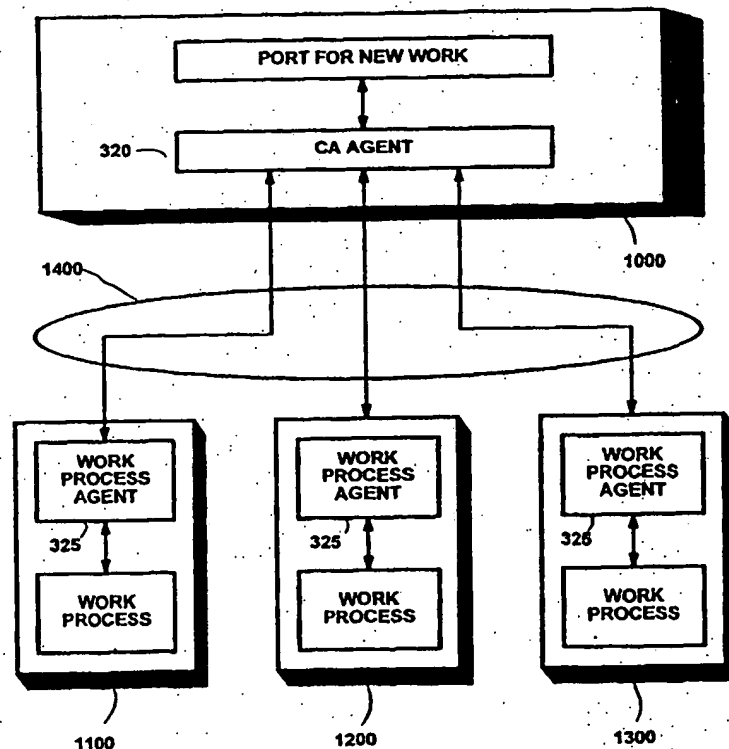 PORT FOR NEW WORK
320
CA AGENT
1000
1400
WORK
PROCESS
AGENT
325
WORK
PROCESS
1100
WORK
PROCESS
AGENT
325
WORK
PROCESS
1200
WORK
PROCESS
AGENT
325
WORK
PROCESS
1300